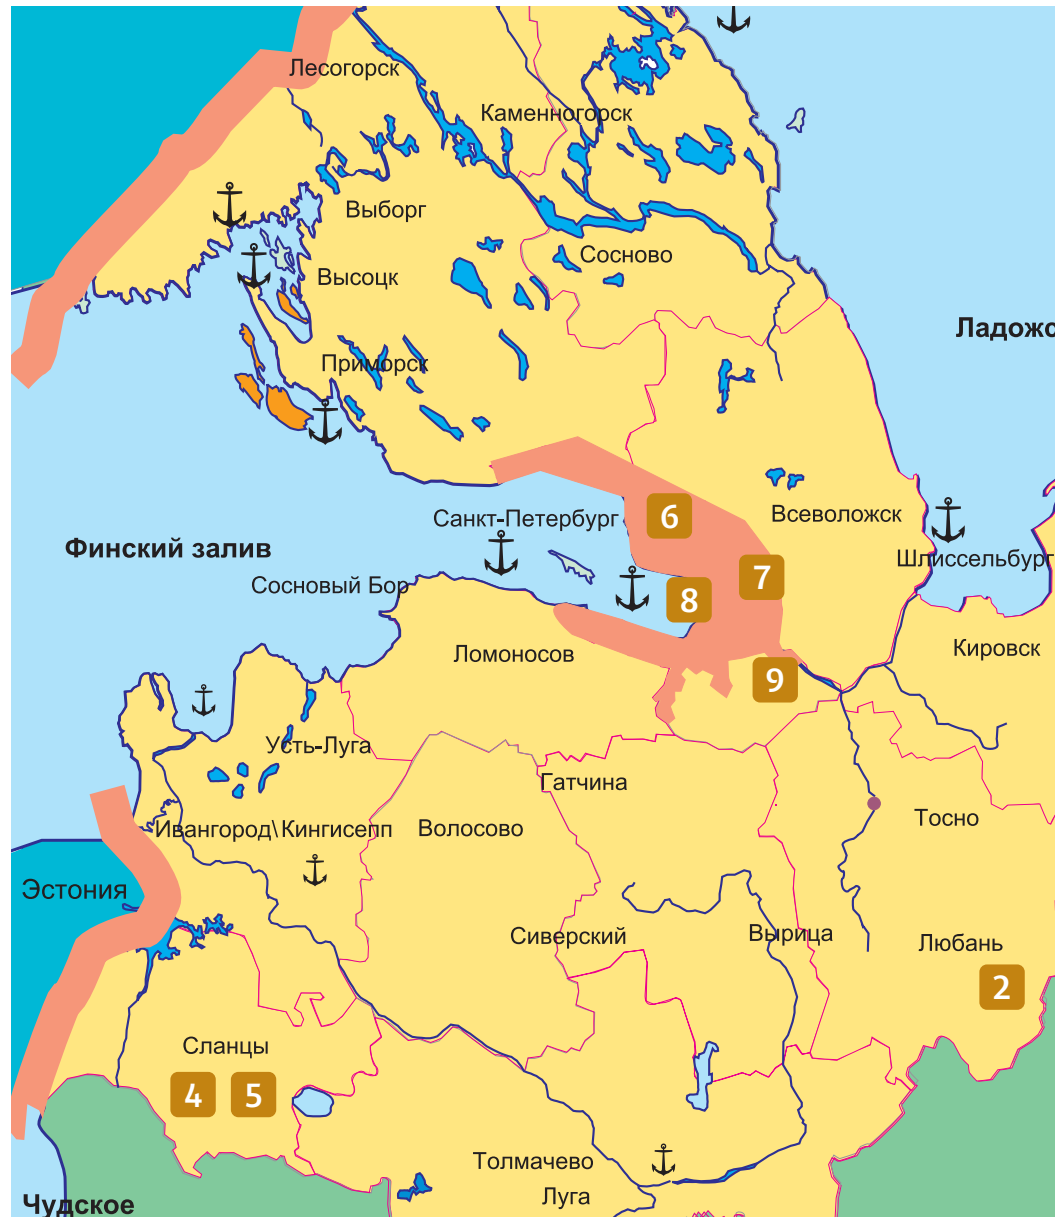 Лесогорск
Каменногорск
Выборг
Сосново
Высоцк
Ладожс
Приморск
6
Санкт-Петербург
Всеволожск
Финский залив
Шлиссельбург
7
Сосновый Бор
8
Ломоносов
Кировск
9
Усть-Луга
Гатчина
Тосно
Ивангород\Кингисепп
Волосово
Эстония
Сиверский
Вырица
Любань
2
Сланцы
4 5
Толмачево
Луга
Чудское